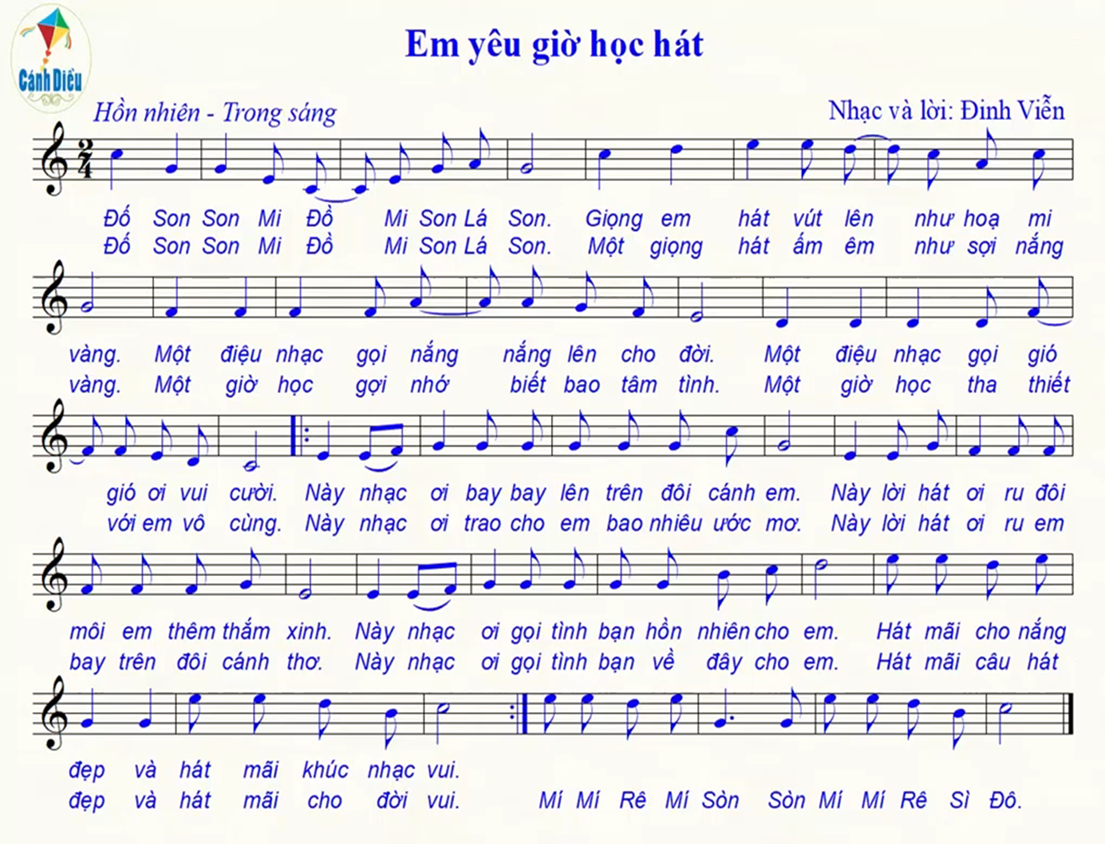 Cánh Diều
Em yêu giờ học hát
Hồn nhiên - Trong sáng
Nhạc và lời: Đinh Viễn
2
4
Đố Son Son Mi Đồ Mi Son Lá Son. Giọng em hát vút lên như hoạ mi
Đố Son Son Mi Đồ Mi Son Lá Son. Một giọng hát ấm êm như sợi nắng
vàng. Một điệu nhạc gọi nắng nắng lên cho đời. Một điệu nhạc gọi gió
vàng. Một giờ học gợi nhớ biết bao tâm tình. Một giờ học tha thiết
gió ơi vui cười. Này nhạc ơi bay bay lên trên đôi cánh em. Này lời hát ơi ru đôi
với em vô cùng. Này nhạc ơi trao cho em bao nhiêu ước mơ. Này lời hát ơi ru em
môi em thêm thắm xinh. Này nhạc ơi gọi tình bạn hồn nhiên cho em. Hát mãi cho nắng
bay trên đôi cánh thơ. Này nhạc ơi gọi tình bạn về đây cho em. Hát mãi câu hát
đẹp và hát mãi khúc nhạc vui.
đẹp và hát mãi cho đời vui. Mí Mí Rê Mí Sòn Sòn Mí Mí Rê Sì Đô.